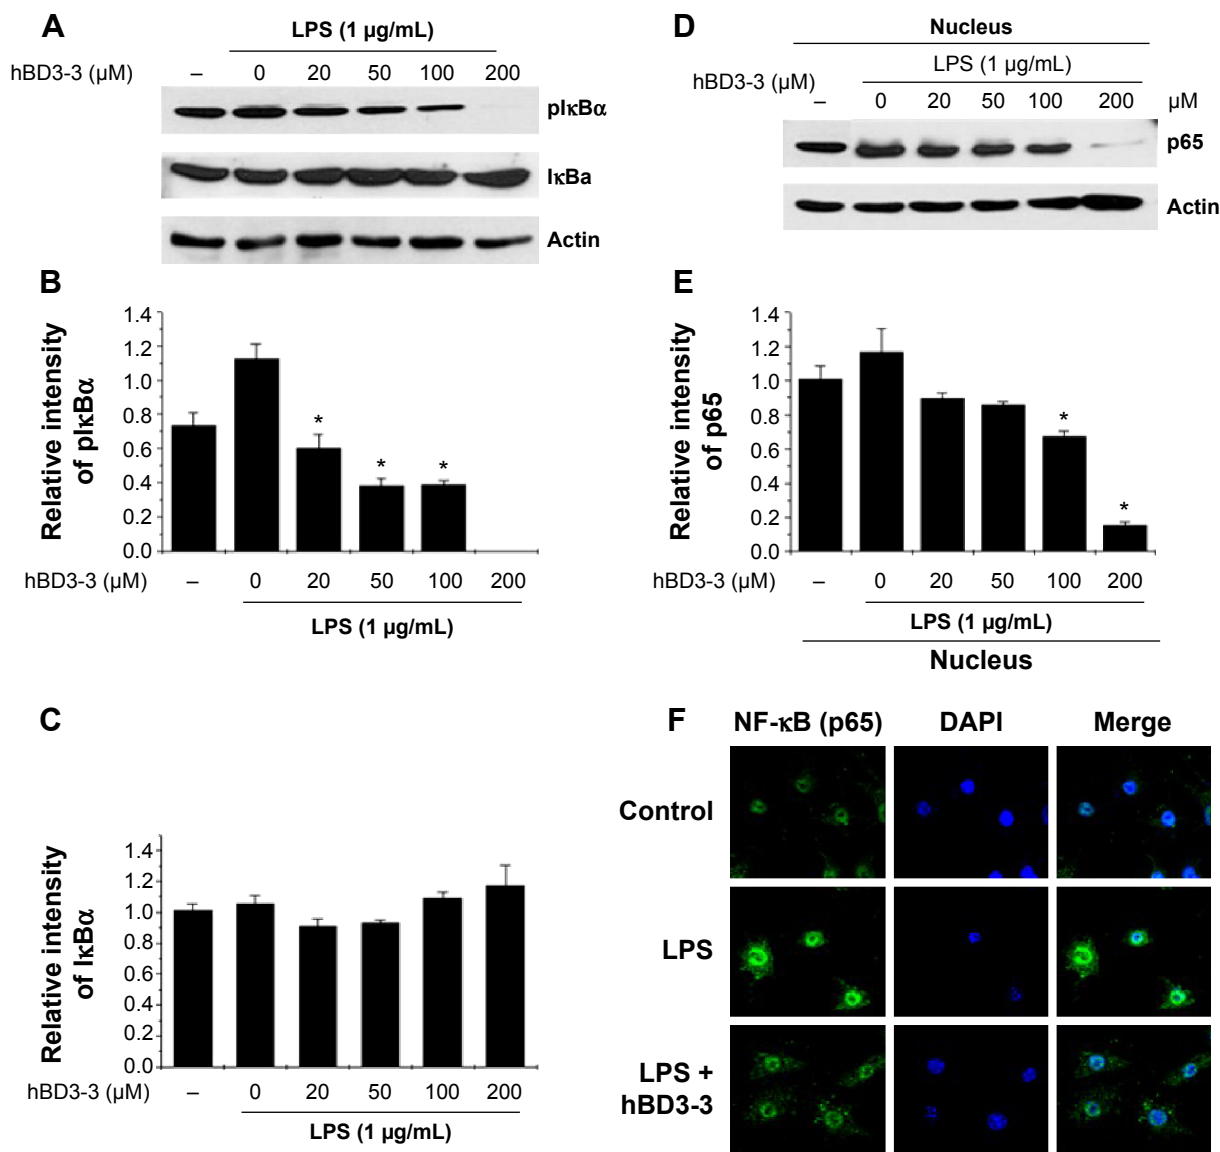 A
LPS (1 µg/mL)
hBD3-3 (µM) – 0 20 50 100 200
pIκBα
IκBa
Actin
B
Relative intensity
of pIκBα
1.4
1.2
1.0
0.8
0.6
0.4
0.2
0.0
* * *
hBD3-3 (µM) – 0 20 50 100 200
LPS (1 µg/mL)
C
Relative intensity
of IκBα
1.4
1.2
1.0
0.8
0.6
0.4
0.2
0.0
hBD3-3 (µM) – 0 20 50 100 200
LPS (1 µg/mL)
D
Nucleus
LPS (1 µg/mL)
hBD3-3 (µM)
– 0 20 50 100 200 µM
p65
Actin
E
Relative intensity
of p65
1.4
1.2
1.0
0.8
0.6
0.4
0.2
0.0
* *
hBD3-3 (µM) – 0 20 50 100 200
LPS (1 µg/mL)
Nucleus
F
NF-κB (p65) DAPI Merge
Control
LPS
LPS +
hBD3-3